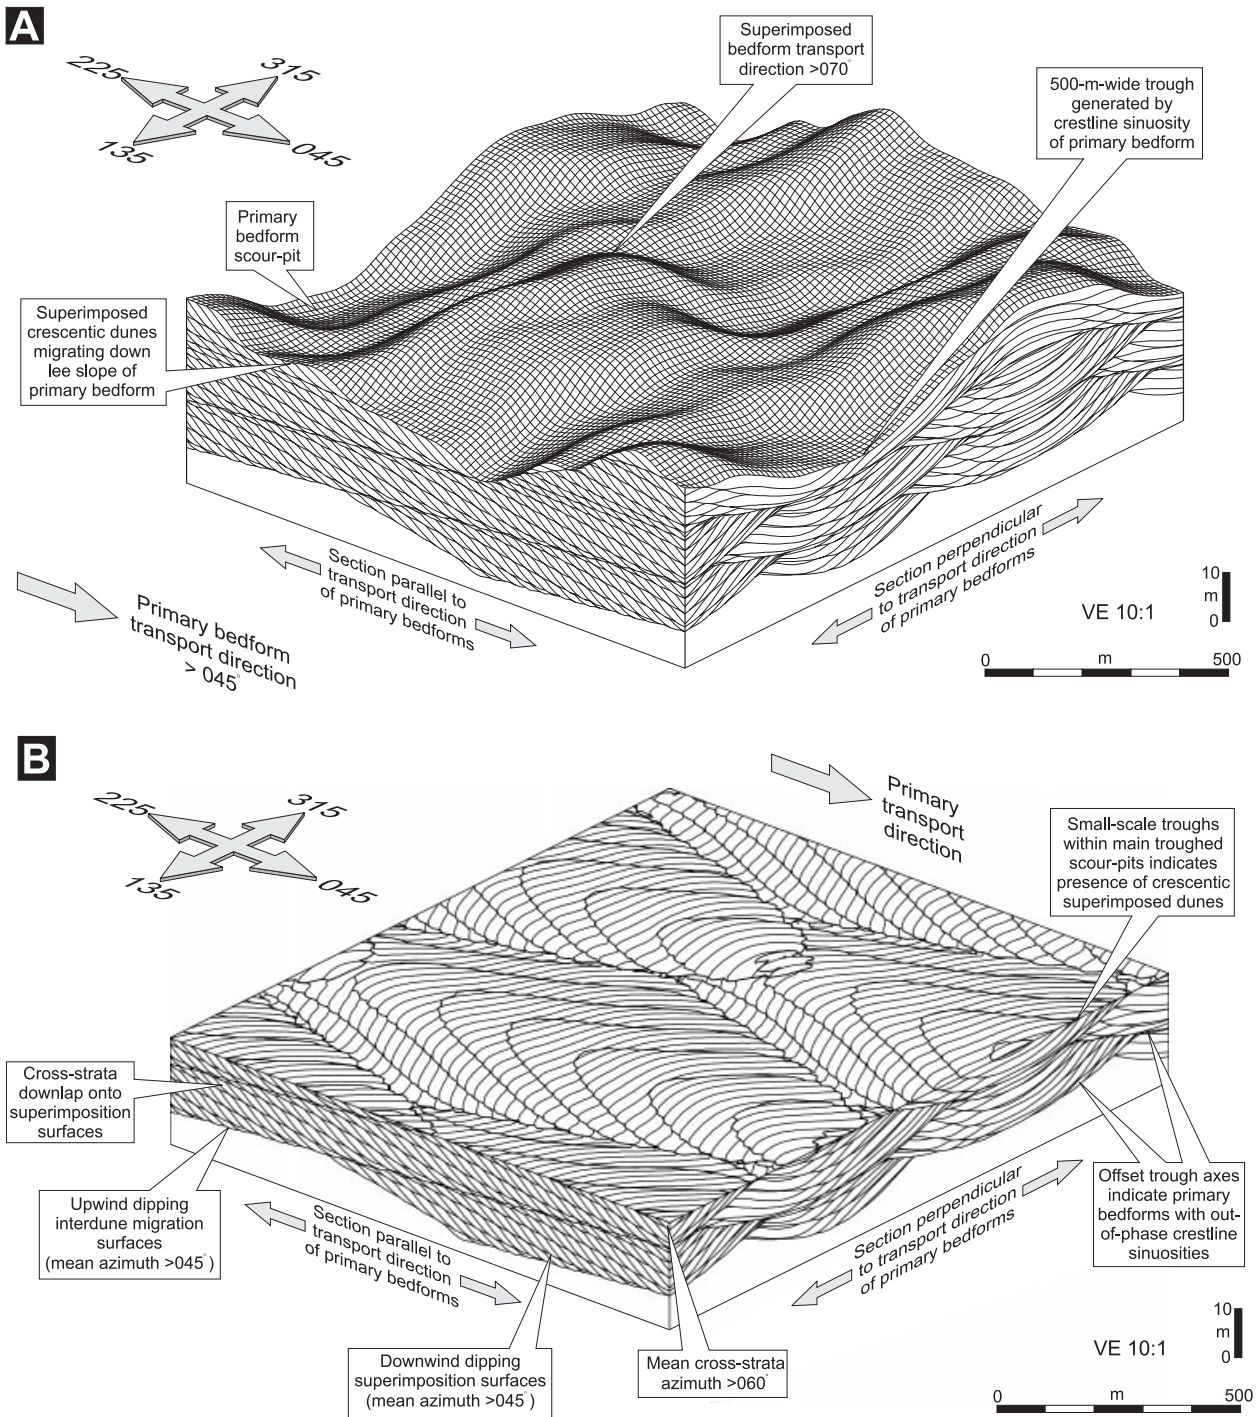 A
225
315
135
045
Superimposed
bedform transport
direction >070°
500-m-wide trough
generated by
crestline sinuosity
of primary bedform
Primary
bedform
scour-pit
Superimposed
crescentic dunes
migrating down
lee slope of
primary bedform
Section parallel to
transport direction
of primary bedforms
Section perpendicular
to transport direction
of primary bedforms
Primary bedform
transport direction
> 045°
VE 10:1
10
m
0
0 m 500
B
225
315
135
045
Primary
transport
direction
Small-scale troughs
within main troughed
scour-pits indicates
presence of crescentic
superimposed dunes
Cross-strata
downlap onto
superimposition
surfaces
Upwind dipping
interdune migration
surfaces
(mean azimuth >045°)
Section parallel to
transport direction
of primary bedforms
Section perpendicular
to transport direction
of primary bedforms
Offset trough axes
indicate primary
bedforms with out-
of-phase crestline
sinuosities
Downwind dipping
superimposition surfaces
(mean azimuth >045°)
Mean cross-strata
azimuth >060°
VE 10:1
10
m
0
0 m 500